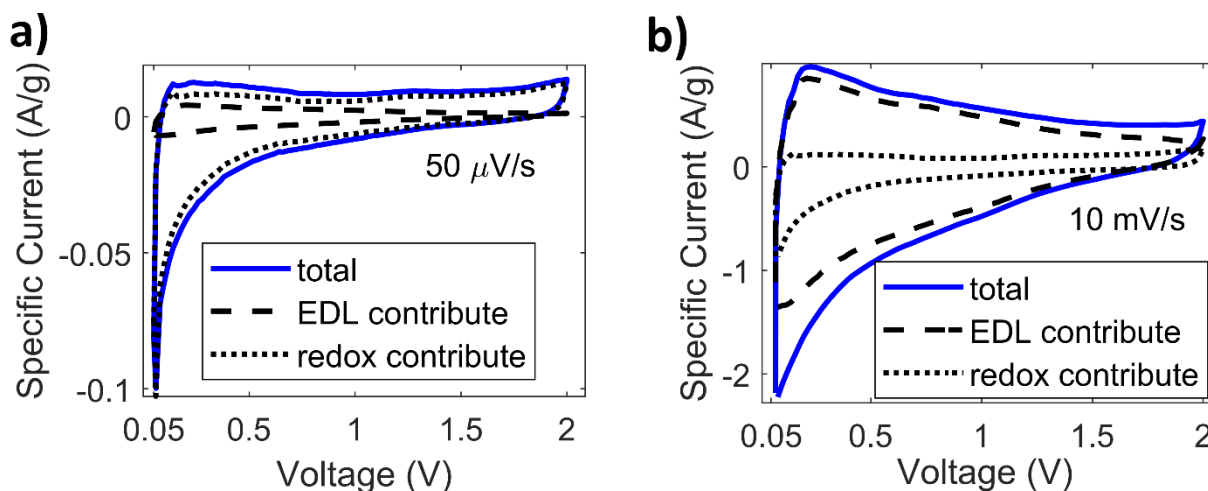 a)
Specific Current (A/g)
0
-0.05
-0.1
50 μV/s
total
EDL contribute
redox contribute
0.05 0.5 1 1.5 2
Voltage (V)
b)
Specific Current (A/g)
0
-1
-2
10 mV/s
total
EDL contribute
redox contribute
0.05 0.5 1 1.5 2
Voltage (V)